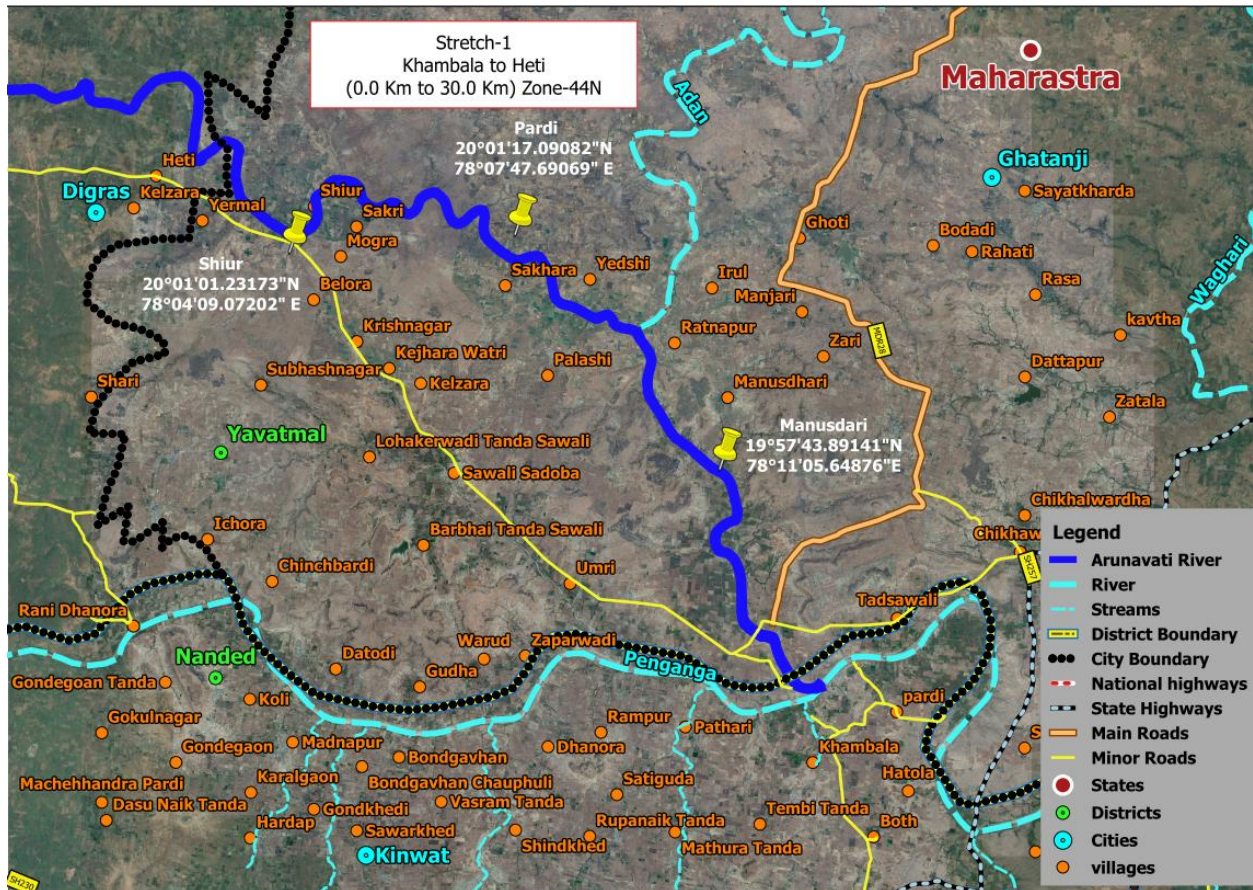 Stretch-1
Khambala to Heti
(0.0 Km to 30.0 Km) Zone-44N
Maharastra
Adan
Pardi
20°01'17.09082"N
78°07'47.69069" E
Ghatanji
Sayatkharda
Heti
Digras
Kelzara
Yermal
Shiur
Sakri
Mogra
Ghoti
Bodadi
Rahati
Shiur
20°01'01.23173"N
78°04'09.07202" E
Belora
Sakhara
Yedshi
Irul
Manjari
Rasa
Waghari
kavtha
Krishnagar
Kejhara Watri
Kelzara
Subhashnagar
Palashi
Ratnapur
Zari
MDR28
Dattapur
Shari
Manusdhari
Zatala
Yavatmal
Manusdari
19°57'43.89141"N
78°11'05.64876"E
Lohakerwadi Tanda Sawali
Sawali Sadoba
Ichora
Barbhai Tanda Sawali
Chikhalwardha
Chikhaw
SH257
Chinchbardi
Umri
Rani Dhanora
Tadsawali
Nanded
Datodi
Warud
Zaparwadi
Gudha
Penganga
Gondegoan Tanda
Koli
pardi
Gokulnagar
Rampur
Pathari
Madnapur
Gondegaon
Bondgavhan
Dhanora
Khambala
S
Machehhandra Pardi
Karalgaon
Bondgavhan Chauphuli
Satiguda
Hatola
Dasu Naik Tanda
Gondkhedi
Vasram Tanda
Tembi Tanda
Hardap
Sawarkhed
Shindkhed
Rupanaik Tanda
Mathura Tanda
Both
Kinwat
SH230
Legend
Arunavati River
River
Streams
District Boundary
City Boundary
National highways
State Highways
Main Roads
Minor Roads
States
Districts
Cities
villages